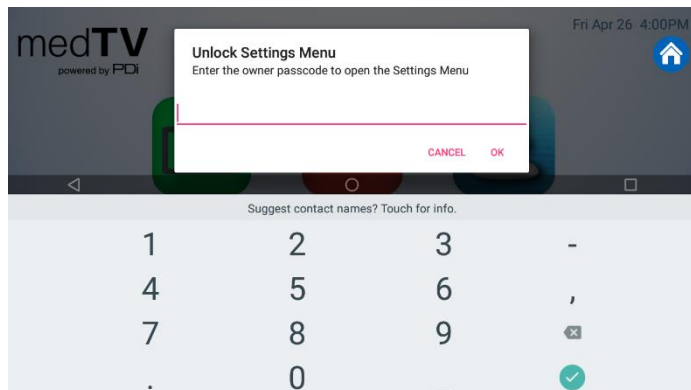 medTV
powered by PDi
Fri Apr 26 4:00PM
Unlock Settings Menu
Enter the owner passcode to open the Settings Menu
CANCEL OK
Suggest contact names? Touch for info.
1 2 3 -
4 5 6 ,
7 8 9
. 0